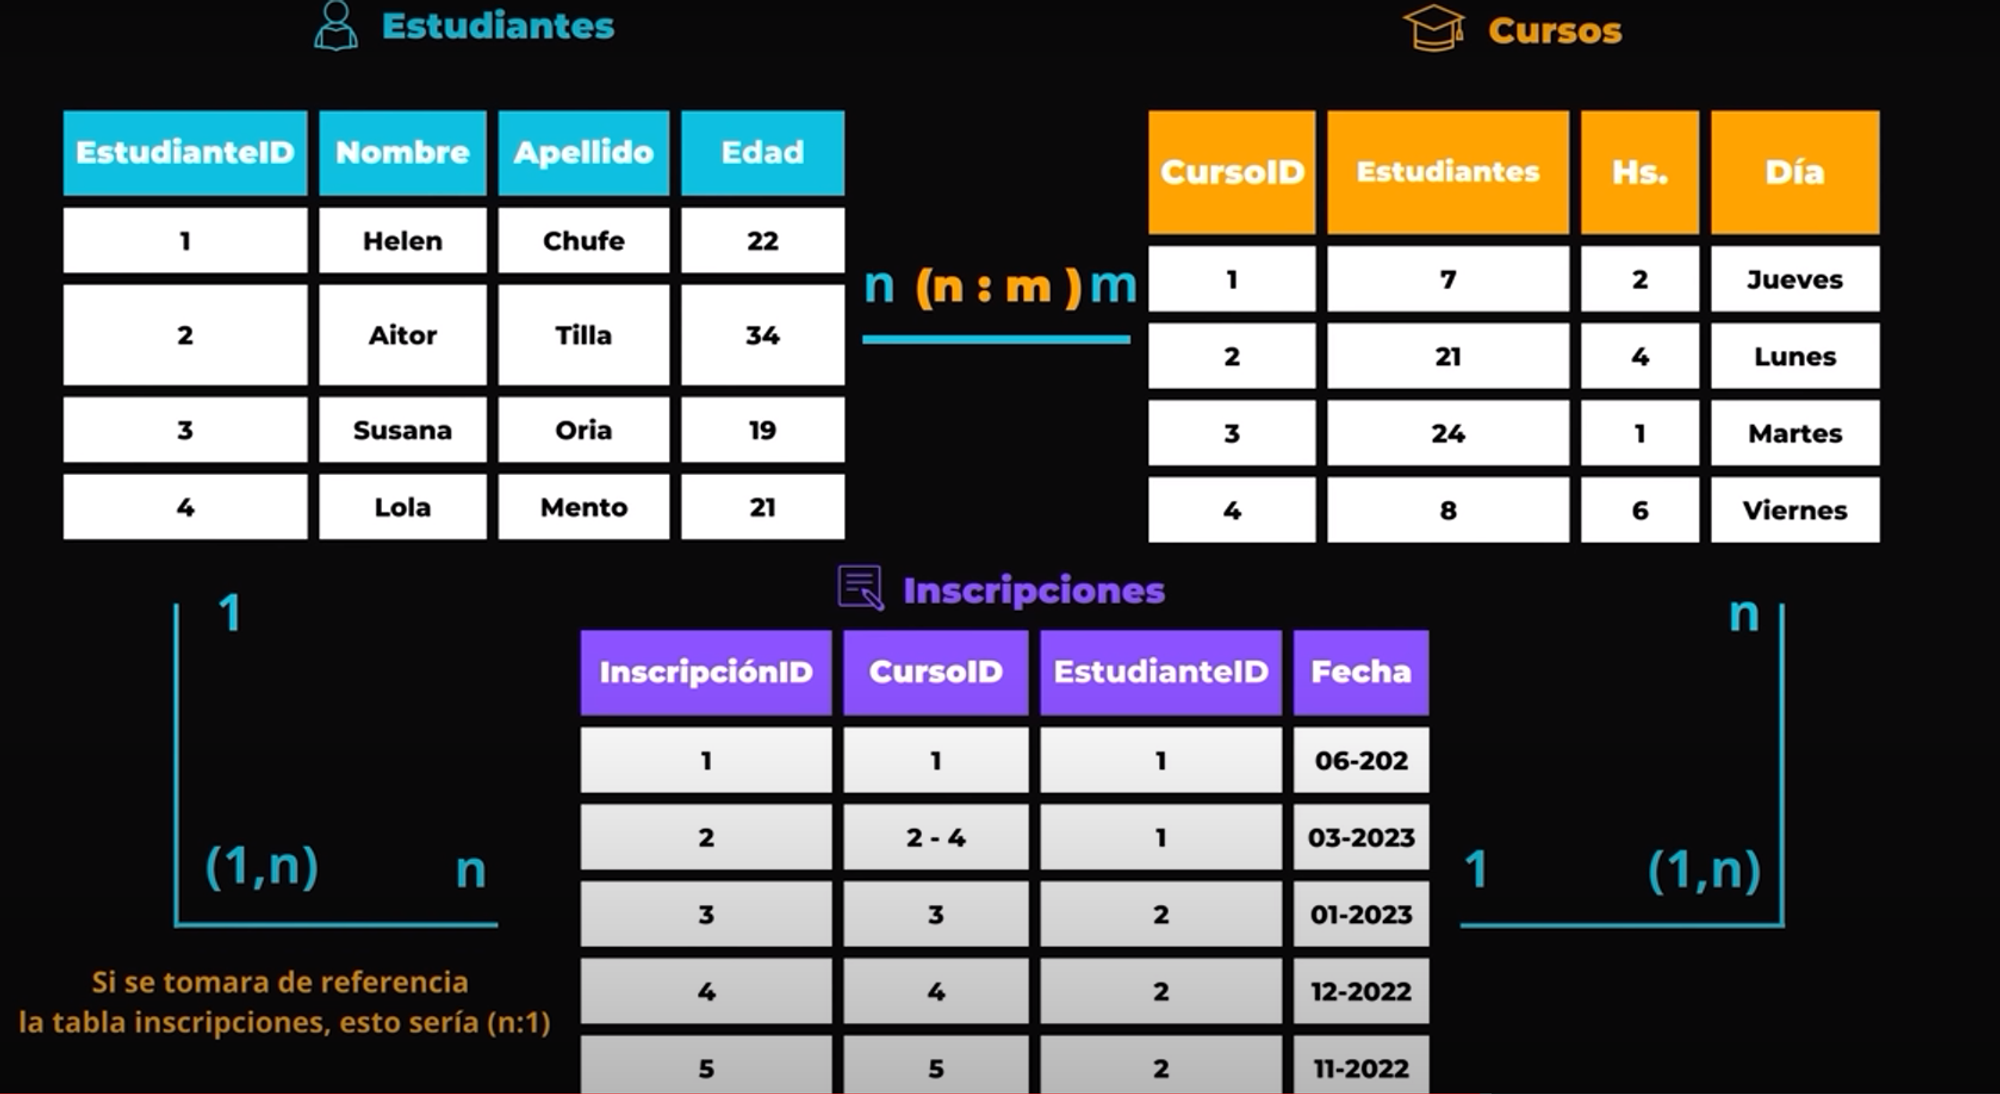 Estudiantes
Cursos
EstudianteID Nombre Apellido Edad
1 Helen Chufe 22
2 Aitor Tilla 34
3 Susana Oria 19
4 Lola Mento 21
n (n : m ) m
CursoID Estudiantes Hs. Día
1 7 2 Jueves
2 21 4 Lunes
3 24 1 Martes
4 8 6 Viernes
Inscripciones
InscripciónID CursoID EstudianteID Fecha
1 1 1 06-202
2 2 - 4 1 03-2023
3 3 2 01-2023
4 4 2 12-2022
5 5 2 11-2022
1
(1,n) n
Si se tomara de referencia
la tabla inscripciones, esto sería (n:1)
n
1 (1,n)